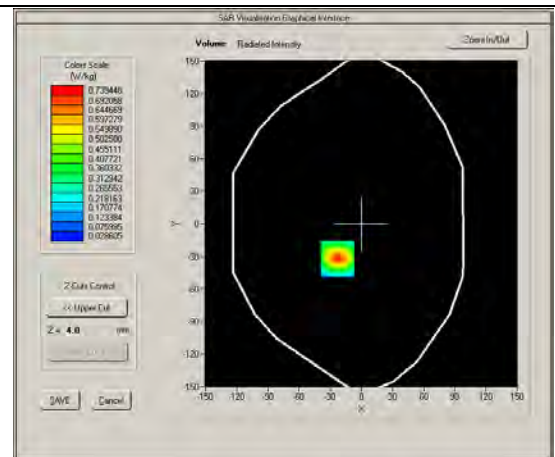 SAR Visualisation Graphical Interface
Volume: Radiated Intensity
Zoom In/Out
Colour Scale
(W/kg)
0.739446
0.692058
0.644669
0.597279
0.549890
0.502500
0.455111
0.407721
0.360332
0.312942
0.265553
0.218163
0.170774
0.123384
0.075995
0.028605
Z-Cuts Control
<< Upper Cut
Z = 4.0 mm
SAVE
Cancel
150
120
90
60
30
0
-30
-60
-90
-120
-150
Y
-150 -120 -90 -60 -30 0 30 60 90 120 150
X